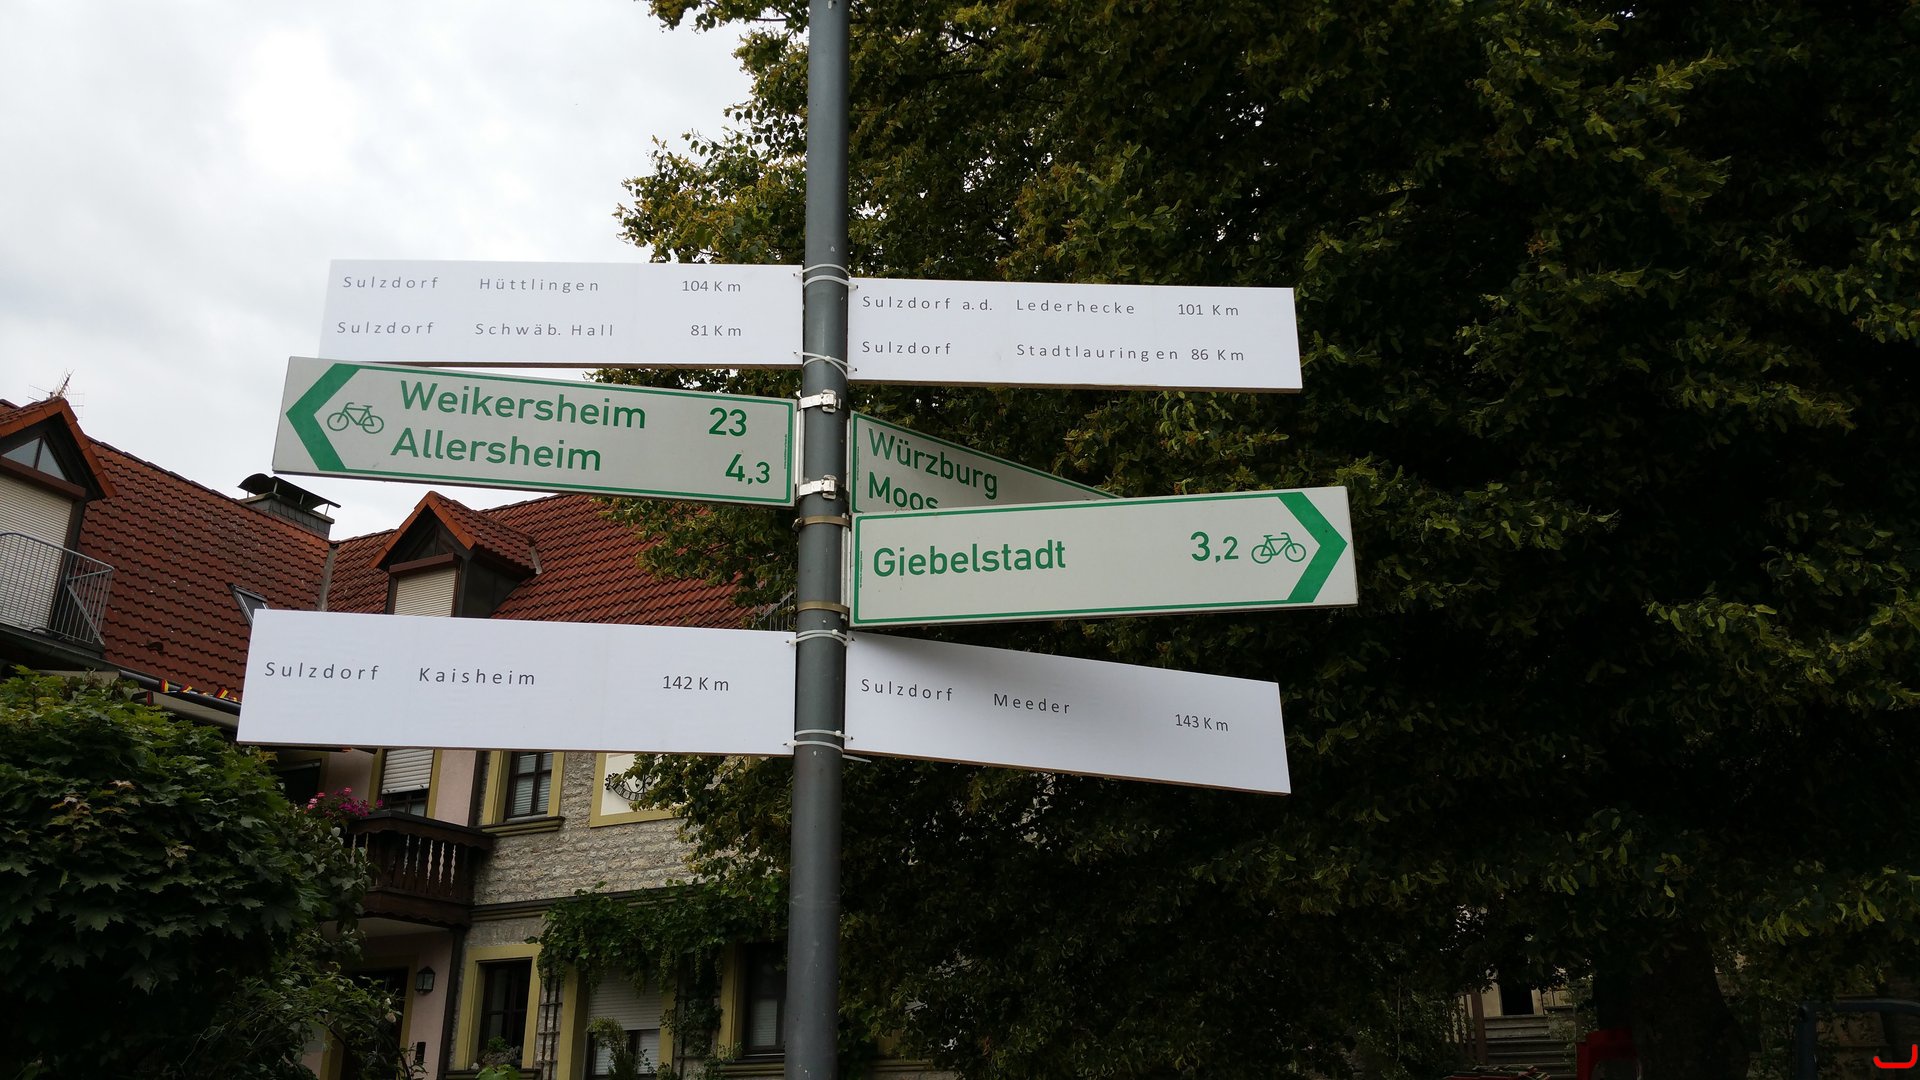 Sulzdorf Hüttlingen 104 Km
Sulzdorf Schwäb. Hall 81 Km
Sulzdorf a.d. Lederhecke 101 Km
Sulzdorf Stadtlauringen 86 Km
Weikersheim 23
Allersheim 4,3
Würzburg
Moos
Giebelstadt 3,2
Sulzdorf Kaisheim 142 Km
Sulzdorf Meeder 143 Km